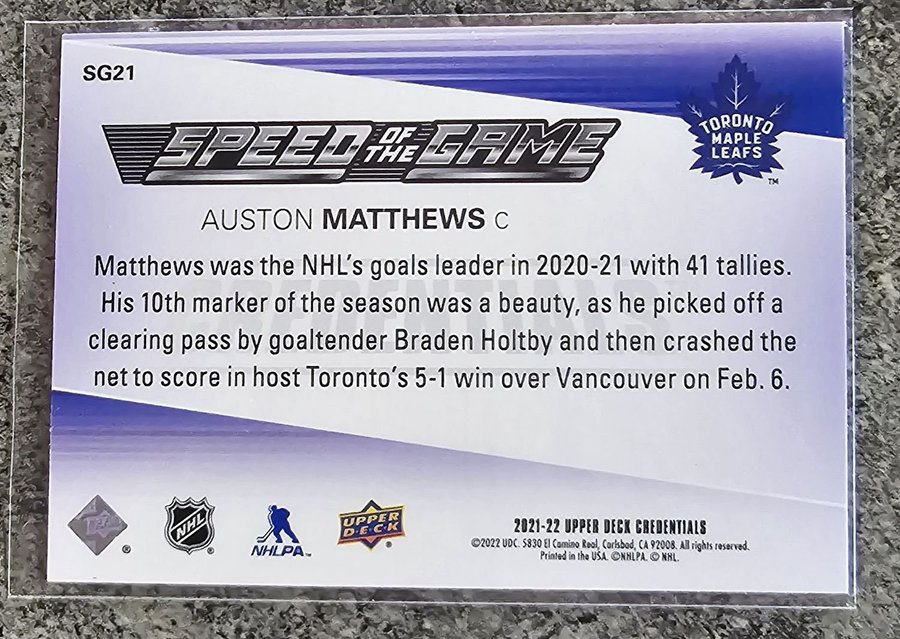 SG21
TORONTO
MAPLE
LEAFS
TM
SPEED OF THE GAME
AUSTON MATTHEWS C
Matthews was the NHL's goals leader in 2020-21 with 41 tallies.
His 10th marker of the season was a beauty, as he picked off a
clearing pass by goaltender Braden Holtby and then crashed the
net to score in host Toronto's 5-1 win over Vancouver on Feb. 6.
CREDENTIALS
NHL
NHLPA
UPPER
DECK
2021-22 UPPER DECK CREDENTIALS
©2022 UDC. 5830 El Camino Real, Carlsbad, CA 92008. All rights reserved.
Printed in the USA. ©NHLPA. © NHL.